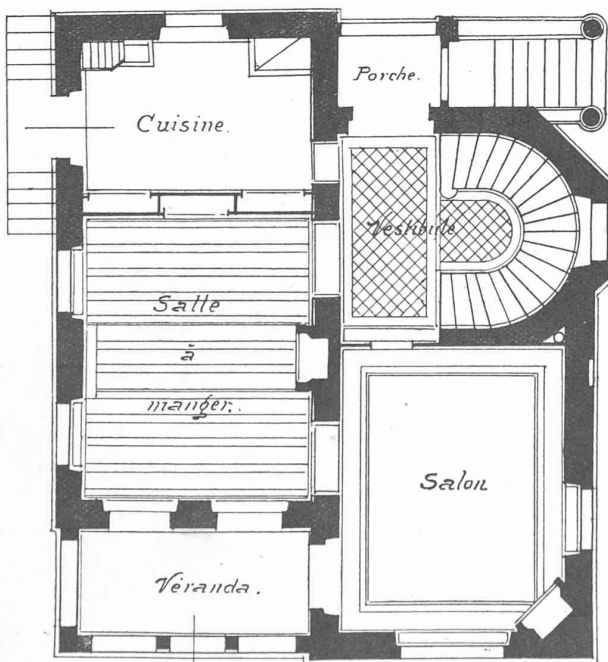 Porche.
Cuisine.
Vestibule
Salle
à
manger.
Salon
Véranda.